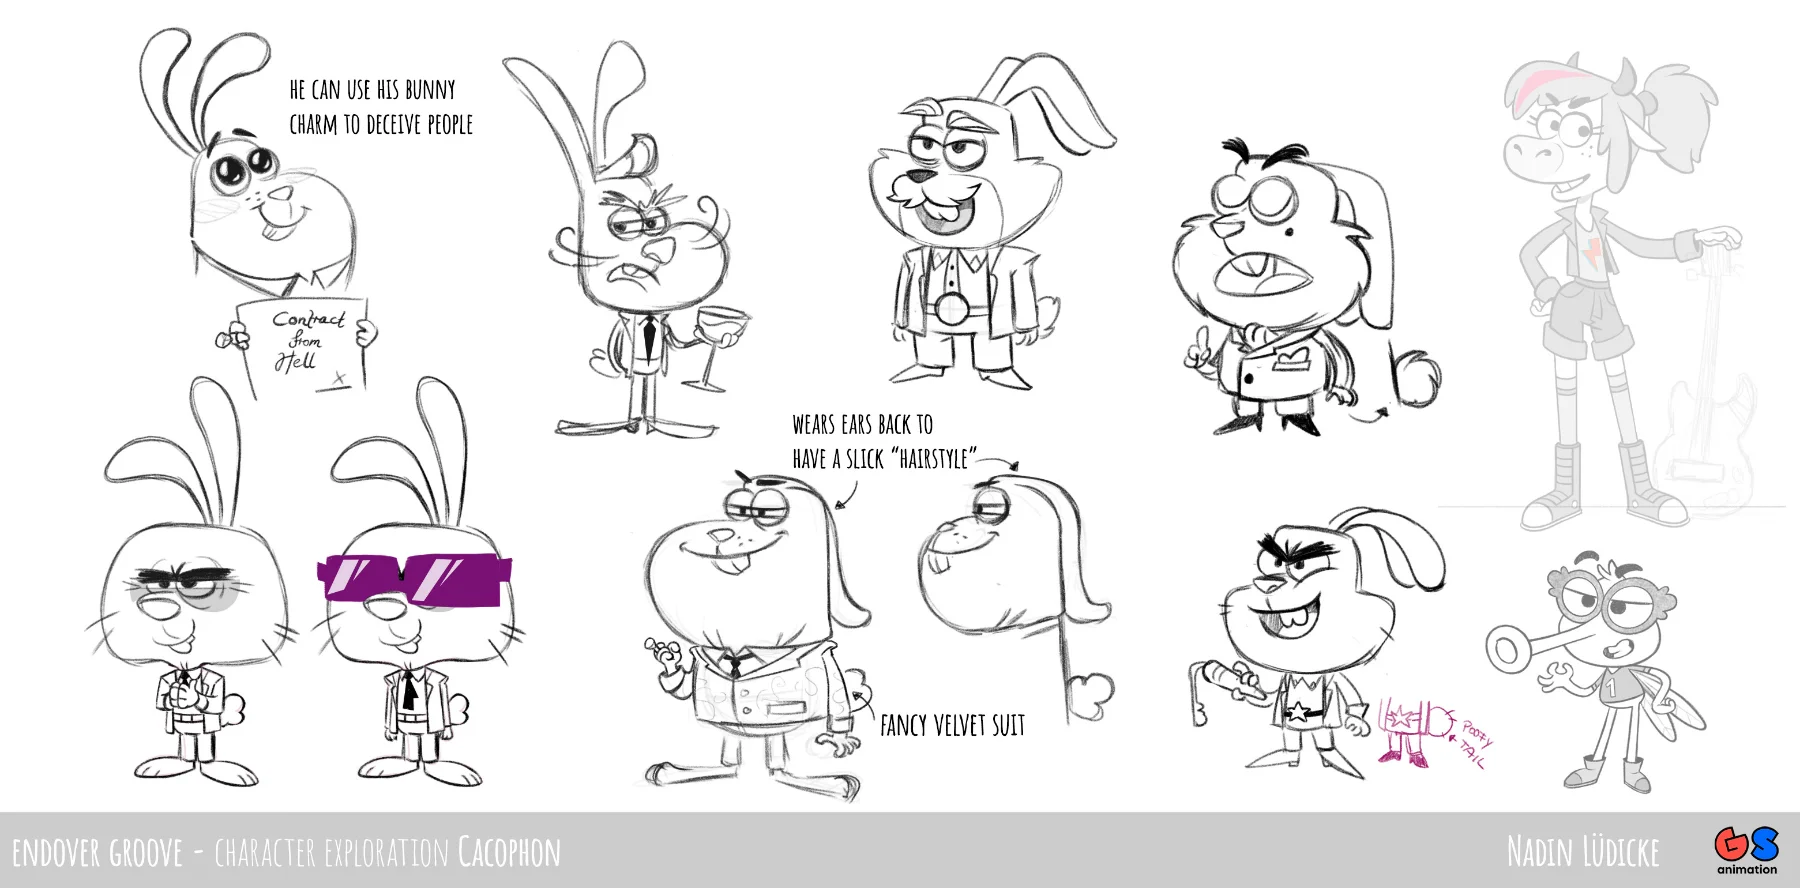 HE CAN USE HIS BUNNY
CHARM TO DECEIVE PEOPLE
Contract
from
Hell
X
WEARS EARS BACK TO
HAVE A SLICK “HAIRSTYLE”
FANCY VELVET SUIT
POOFY
TAIL
1
ENDOVER GROOVE - CHARACTER EXPLORATION CACOPHON
NADIN LÜDICKE
GS
animation